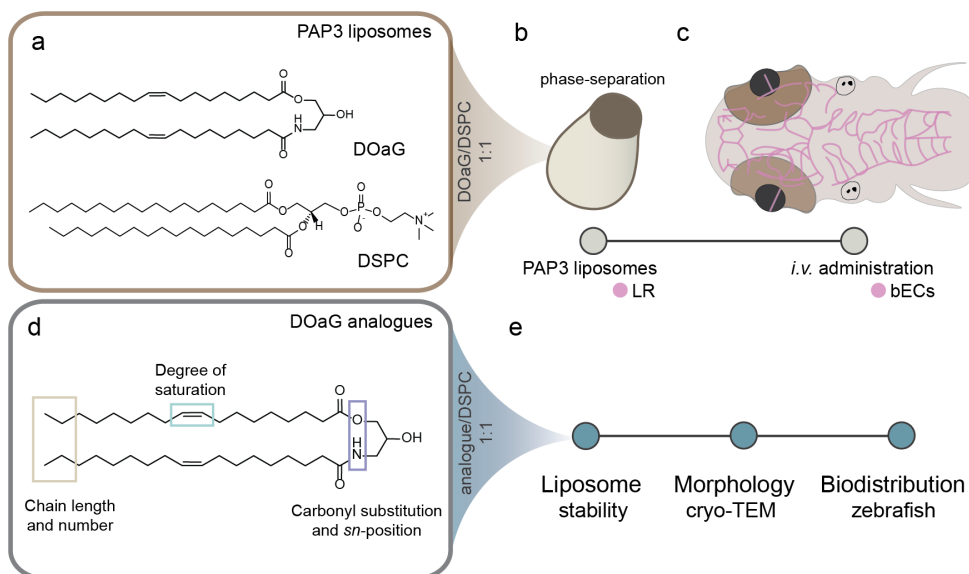 a
PAP3 liposomes
O
O
OH
H
N
O
DOaG
O
O
O
P
O
O
O-
N+
O
H
O
DSPC
DOaG/DSPC
1:1
b
phase-separation
c
PAP3 liposomes
LR
i.v. administration
bECs
d
DOaG analogues
Degree of
saturation
O
O
OH
H
N
O
Chain length
and number
Carbonyl substitution
and sn-position
analogue/DSPC
1:1
e
Liposome
stability
Morphology
cryo-TEM
Biodistribution
zebrafish